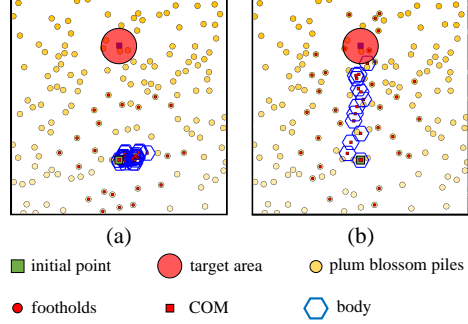 (a) (b)
initial point target area plum blossom piles
footholds COM body